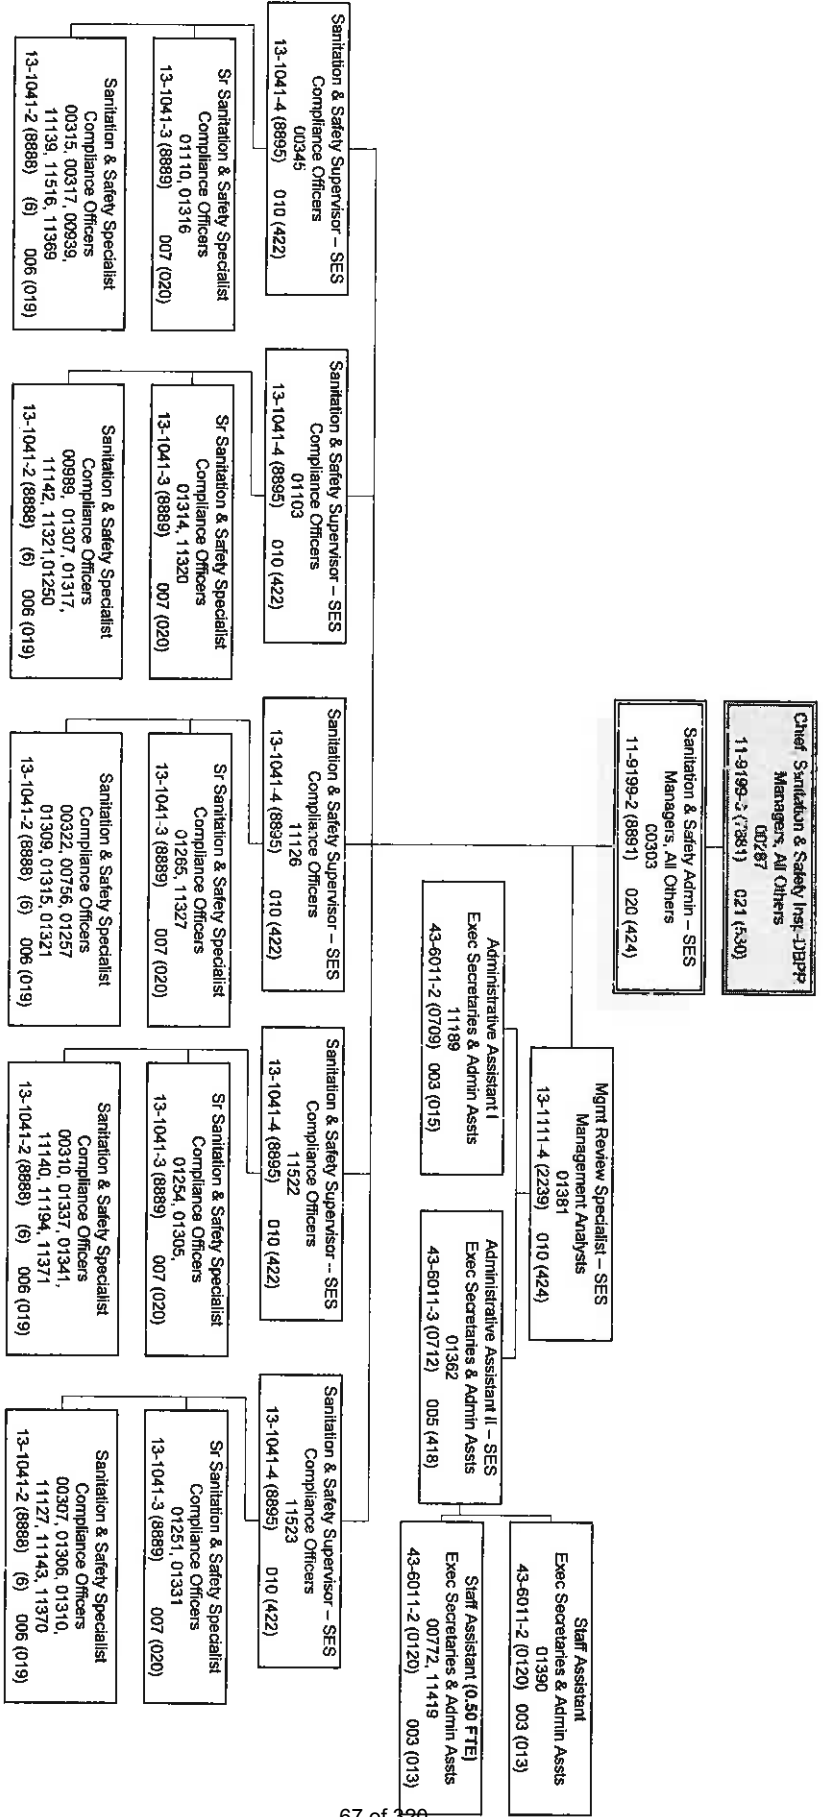 Chief, Sanitation & Safety Insp-DBPR
Managers, All Others
00287
11-9199-3 (7881) 021 (530)
Sanitation & Safety Admin – SES
Managers, All Others
00303
11-9199-2 (8891) 020 (424)
Mgmt Review Specialist – SES
Management Analysts
01381
13-1111-4 (2239) 010 (424)
Administrative Assistant I
Exec Secretaries & Admin Assts
11189
43-6011-2 (0709) 003 (015)
Administrative Assistant II – SES
Exec Secretaries & Admin Assts
01362
43-6011-3 (0712) 005 (418)
Staff Assistant
Exec Secretaries & Admin Assts
01390
43-6011-2 (0120) 003 (013)
Staff Assistant (0.50 FTE)
Exec Secretaries & Admin Assts
00772, 11419
43-6011-2 (0120) 003 (013)
Sanitation & Safety Supervisor – SES
Compliance Officers
00345
13-1041-4 (8895) 010 (422)
Sr Sanitation & Safety Specialist
Compliance Officers
01110, 01316
13-1041-3 (8889) 007 (020)
Sanitation & Safety Specialist
Compliance Officers
00315, 00317, 00939,
11139, 11516, 11369
13-1041-2 (8888) (6) 006 (019)
Sanitation & Safety Supervisor – SES
Compliance Officers
01103
13-1041-4 (8895) 010 (422)
Sr Sanitation & Safety Specialist
Compliance Officers
01314, 11320
13-1041-3 (8889) 007 (020)
Sanitation & Safety Specialist
Compliance Officers
00989, 01307, 01317,
11142, 11321,01250
13-1041-2 (8888) (6) 006 (019)
Sanitation & Safety Supervisor – SES
Compliance Officers
11126
13-1041-4 (8895) 010 (422)
Sr Sanitation & Safety Specialist
Compliance Officers
01265, 11327
13-1041-3 (8889) 007 (020)
Sanitation & Safety Specialist
Compliance Officers
00322, 00756, 01257
01309, 01315, 01321
13-1041-2 (8888) (6) 006 (019)
Sanitation & Safety Supervisor -- SES
Compliance Officers
11522
13-1041-4 (8895) 010 (422)
Sr Sanitation & Safety Specialist
Compliance Officers
01254, 01305,
13-1041-3 (8889) 007 (020)
Sanitation & Safety Specialist
Compliance Officers
00310, 01337, 01341,
11140, 11194, 11371
13-1041-2 (8888) (6) 006 (019)
Sanitation & Safety Supervisor – SES
Compliance Officers
11523
13-1041-4 (8895) 010 (422)
Sr Sanitation & Safety Specialist
Compliance Officers
01251, 01331
13-1041-3 (8889) 007 (020)
Sanitation & Safety Specialist
Compliance Officers
00307, 01306, 01310,
11127, 11143, 11370
13-1041-2 (8888) (6) 006 (019)
67 of